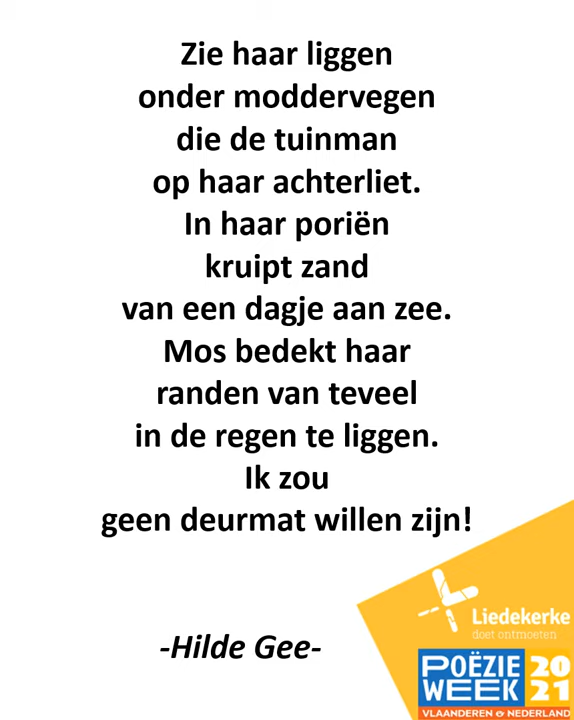 Zie haar liggen
onder moddervegen
die de tuinman
op haar achterliet.
In haar poriën
kruipt zand
van een dagje aan zee.
Mos bedekt haar
randen van teveel
in de regen te liggen.
Ik zou
geen deurmat willen zijn!
-Hilde Gee-
Liedekerke
doet ontmoeten
POËZIE 20
WEEK 21
VLAANDEREN & NEDERLAND